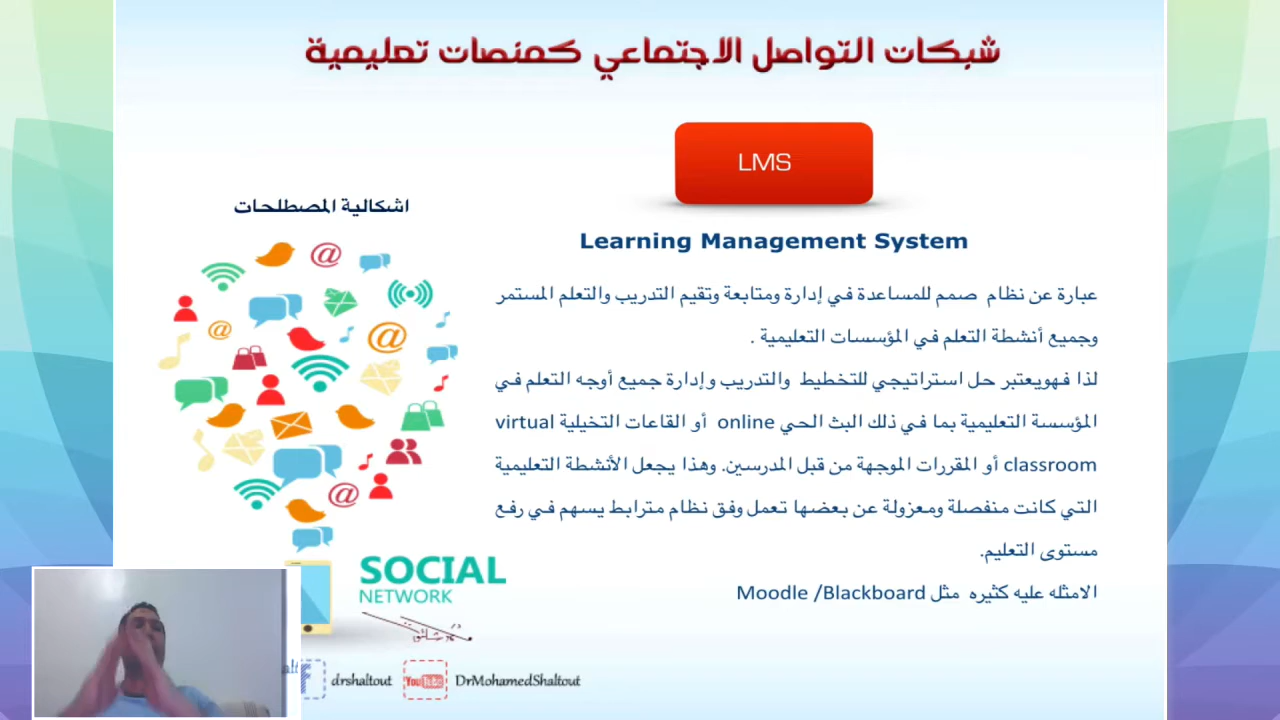 شبكات التواصل الاجتماعي كمنصات تعليمية
LMS
اشكالية المصطلحات
Learning Management System
عبارة عن نظام صمم للمساعدة في إدارة ومتابعة وتقيم التدريب والتعلم المستمر
وجميع أنشطة التعلم في المؤسسات التعليمية .
لذا فهويعتبر حل استراتيجي للتخطيط والتدريب وإدارة جميع أوجه التعلم في
المؤسسة التعليمية بما في ذلك البث الحي online أو القاعات التخيلية virtual
classroom أو المقررات الموجهة من قبل المدرسين. وهذا يجعل الأنشطة التعليمية
التي كانت منفصلة ومعزولة عن بعضها تعمل وفق نظام مترابط يسهم في رفع
مستوى التعليم.
الامثله عليه كثيره مثل Moodle /Blackboard
SOCIAL
NETWORK
drshaltout
YouTube
DrMohamedShaltout